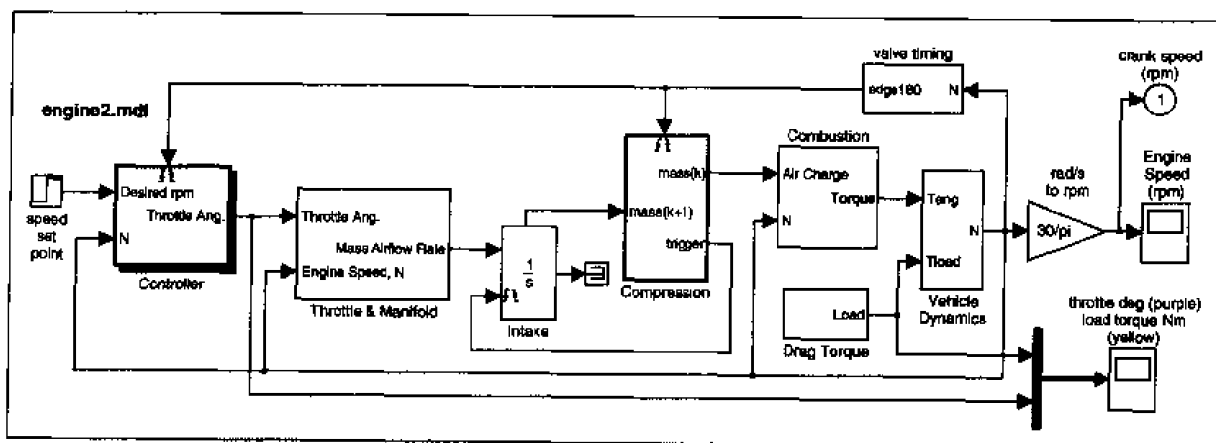 engine2.mdl
speed
set
point
Desired rpm
Throttle Ang.
N
Controller
Throttle Ang.
Mass Airflow Rate
Engine Speed, N
Throttle & Manifold
1
s
Intake
mass(k)
mass(k+1)
trigger
Compression
valve timing
edge180
N
Combustion
Air Charge
Torque
N
Load
Drag Torque
Teng
N
Tload
Vehicle
Dynamics
rad/s
to rpm
30/pi
crank speed
(rpm)
1
Engine
Speed
(rpm)
throtte deg (purple)
load torque Nm
(yellow)